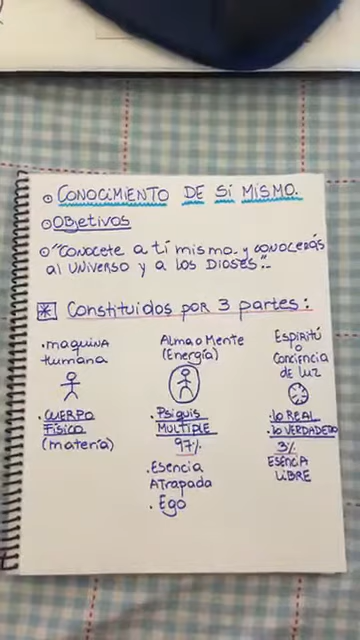 CONOCIMIENTO DE Sí MISMO.
OBJetivos
"CONOCETE a tí mismo y CONOCERáS
al UNIVERSO y a los DIOSES"..
* Constituidos por 3 partes:
• maquina
Humana
• CUERPO
Físico
(materia)
Alma o Mente
(Energía)
• Psiquis
MULTIPLE
97%
• Esencia
ATRAPADA
• Ego
ESPIRITÚ
o
Conciencia
de luz
• lo REAL
• lo VERDADERO
3%
ESENCIA
LIBRE